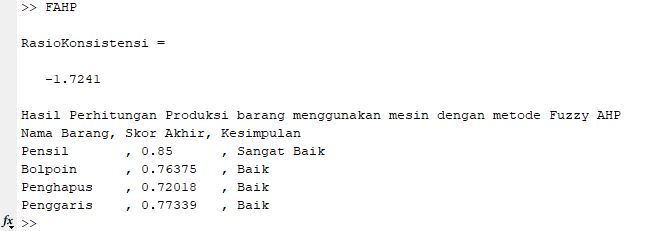 >> FAHP
RasioKonsistensi =
-1.7241
Hasil Perhitungan Produksi barang menggunakan mesin dengan metode Fuzzy AHP
Nama Barang, Skor Akhir, Kesimpulan
Pensil , 0.85 , Sangat Baik
Bolpoin , 0.76375 , Baik
Penghapus , 0.72018 , Baik
Penggaris , 0.77339 , Baik
fx >>